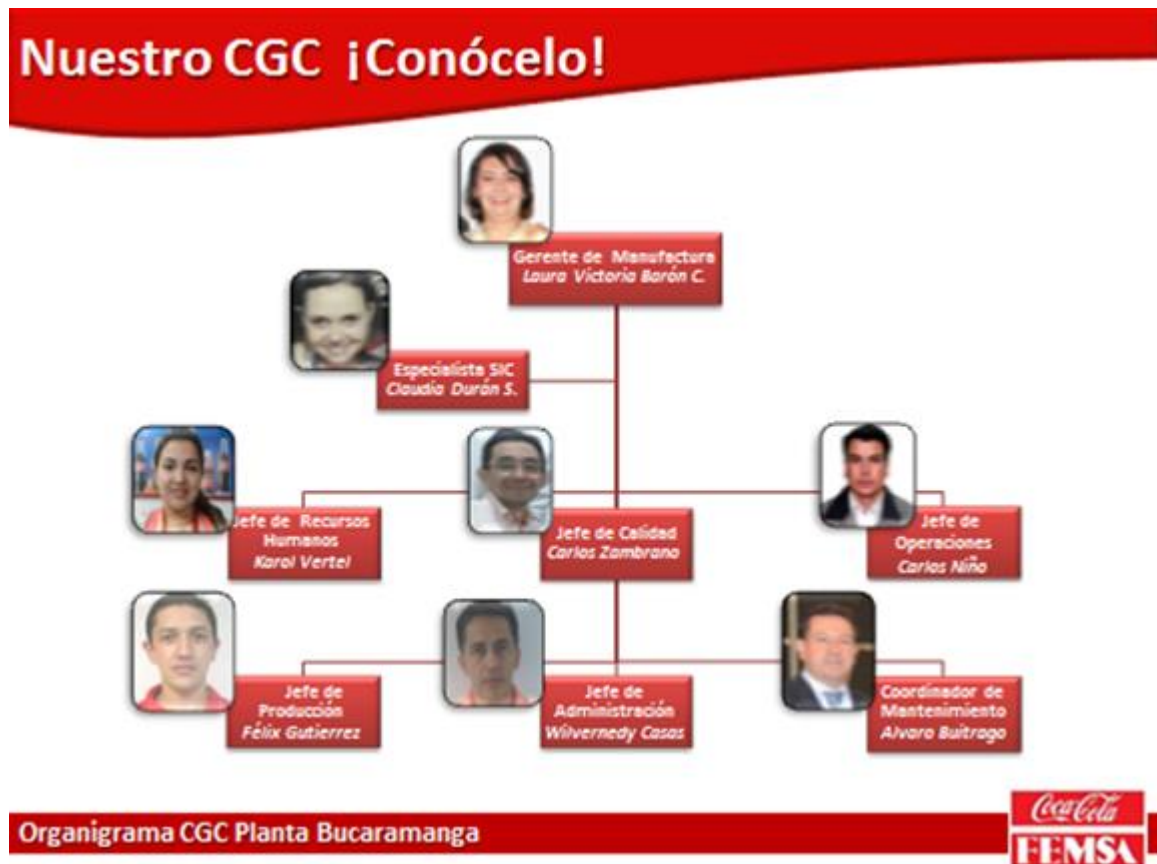 Nuestro CGC ¡Conócelo!
Gerente de Manufactura
Laura Victoria Barón C.
Especialista SIC
Claudia Durán S.
Jefe de Recursos
Humanos
Karol Vertel
Jefe de Calidad
Carlos Zambrano
Jefe de
Operaciones
Carlos Niño
Jefe de
Producción
Félix Gutierrez
Jefe de
Administración
Wilvernedy Casas
Coordinador de
Mantenimiento
Alvaro Buitrago
Organigrama CGC Planta Bucaramanga
Coca-Cola
FEMSA